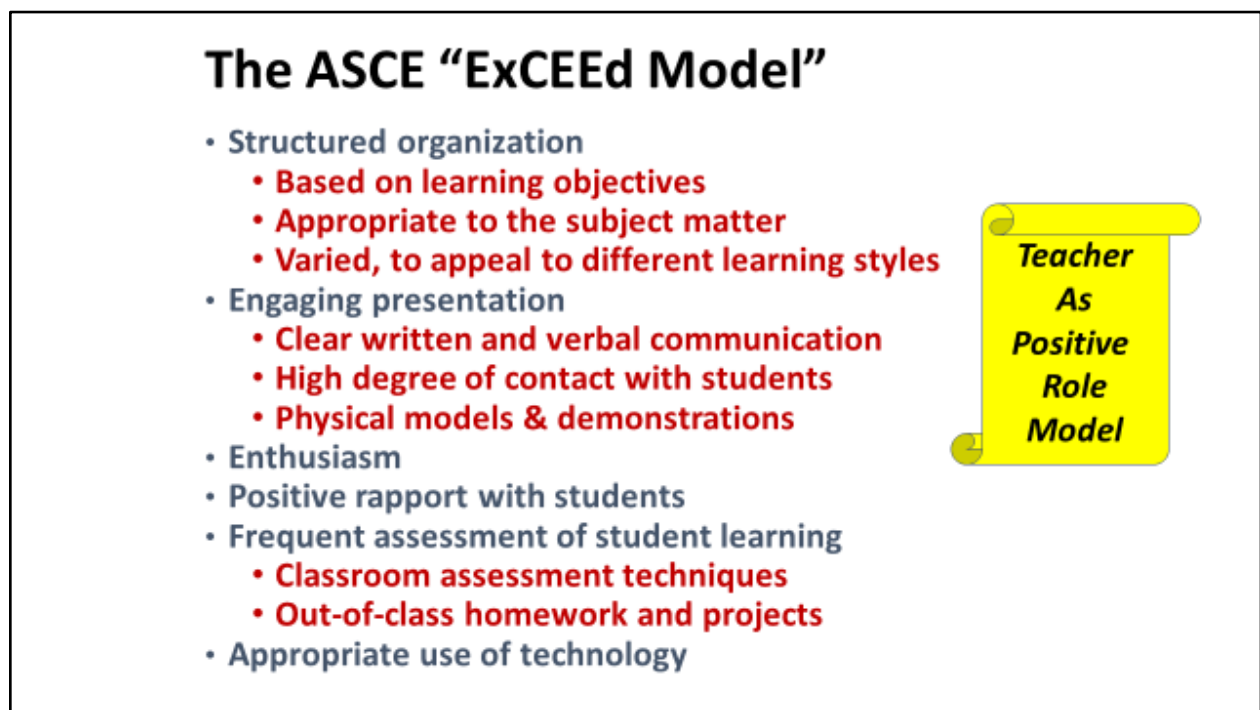 The ASCE “ExCEEd Model”
• Structured organization
• Based on learning objectives
• Appropriate to the subject matter
• Varied, to appeal to different learning styles
• Engaging presentation
• Clear written and verbal communication
• High degree of contact with students
• Physical models & demonstrations
• Enthusiasm
• Positive rapport with students
• Frequent assessment of student learning
• Classroom assessment techniques
• Out-of-class homework and projects
• Appropriate use of technology
Teacher
As
Positive
Role
Model